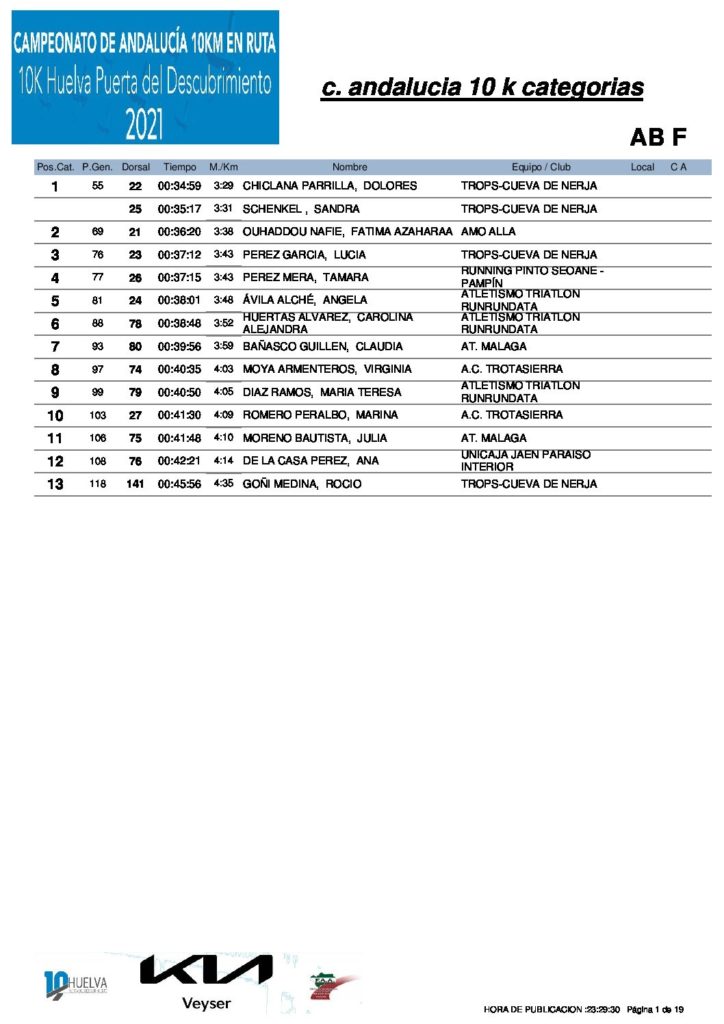 CAMPEONATO DE ANDALUCÍA 10KM EN RUTA
10K Huelva Puerta del Descubrimiento
2021
c. andalucia 10 k categorias
AB F
Pos.Cat. P.Gen. Dorsal Tiempo M./Km Nombre Equipo / Club Local C A
1 55 22 00:34:59 3:29 CHICLANA PARRILLA, DOLORES TROPS-CUEVA DE NERJA
25 00:35:17 3:31 SCHENKEL , SANDRA TROPS-CUEVA DE NERJA
2 69 21 00:36:20 3:38 OUHADDOU NAFIE, FATIMA AZAHARAA AMO ALLA
3 76 23 00:37:12 3:43 PEREZ GARCIA, LUCIA TROPS-CUEVA DE NERJA
4 77 26 00:37:15 3:43 PEREZ MERA, TAMARA RUNNING PINTO SEOANE -
PAMPÍN
5 81 24 00:38:01 3:48 ÁVILA ALCHÉ, ANGELA ATLETISMO TRIATLON
RUNRUNDATA
6 88 78 00:38:48 3:52 HUERTAS ALVAREZ, CAROLINA ATLETISMO TRIATLON
ALEJANDRA RUNRUNDATA
7 93 80 00:39:56 3:59 BAÑASCO GUILLEN, CLAUDIA AT. MALAGA
8 97 74 00:40:35 4:03 MOYA ARMENTEROS, VIRGINIA A.C. TROTASIERRA
9 99 79 00:40:50 4:05 DIAZ RAMOS, MARIA TERESA ATLETISMO TRIATLON
RUNRUNDATA
10 103 27 00:41:30 4:09 ROMERO PERALBO, MARINA A.C. TROTASIERRA
11 106 75 00:41:48 4:10 MORENO BAUTISTA, JULIA AT. MALAGA
12 108 76 00:42:21 4:14 DE LA CASA PEREZ, ANA UNICAJA JAEN PARAISO
INTERIOR
13 118 141 00:45:56 4:35 GOÑI MEDINA, ROCIO TROPS-CUEVA DE NERJA
10 HUELVA
KIA
Veyser
HORA DE PUBLICACION :23:29:30 Página 1 de 19